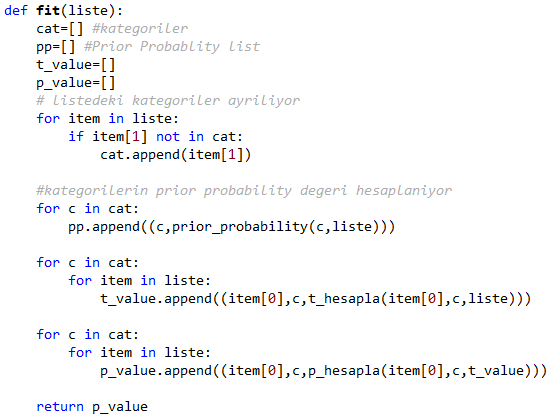 def fit(liste):
    cat=[] #kategoriler
    pp=[] #Prior Probablity list
    t_value=[]
    p_value=[]
    # listedeki kategoriler ayriliyor
    for item in liste:
        if item[1] not in cat:
            cat.append(item[1])

    #kategorilerin prior probability degeri hesaplaniyor
    for c in cat:
        pp.append((c,prior_probability(c,liste)))

    for c in cat:
        for item in liste:
            t_value.append((item[0],c,t_hesapla(item[0],c,liste)))

    for c in cat:
        for item in liste:
            p_value.append((item[0],c,p_hesapla(item[0],c,t_value)))

    return p_value